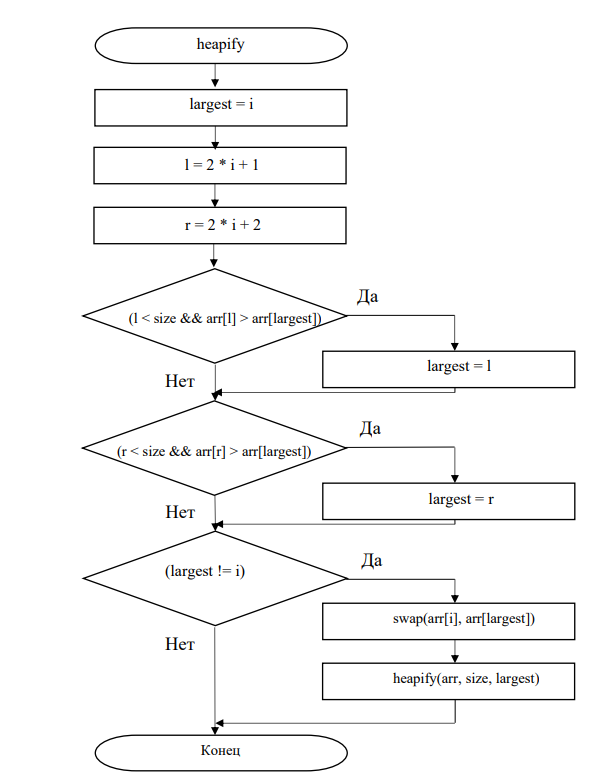 heapify
largest = i
l = 2 * i + 1
r = 2 * i + 2
(l < size && arr[l] > arr[largest])
Да
largest = l
Нет
(r < size && arr[r] > arr[largest])
Да
largest = r
Нет
(largest != i)
Да
swap(arr[i], arr[largest])
Нет
heapify(arr, size, largest)
Конец